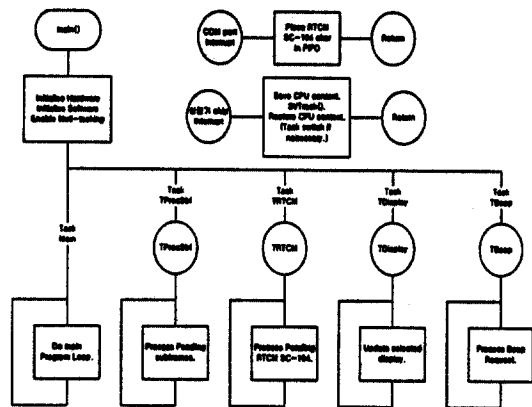 main()
Initialize Hardware
Initialize Software
Enable Multi-tasking
COM port
Interrupt
Place RTCM
SC-104 char
in FIFO
Return
chip
Interrupt
Save CPU context.
Restore CPU context.
(Task switch if
necessary.)
Return
Task
Main
Task
TProcSbf
Task
TRTCM
Task
TDisplay
Task
TBeep
TProcSbf
TRTCM
TDisplay
TBeep
Do main
Program Loop.
Process Pending
subframes.
Process Pending
RTCM SC-104.
Update selected
display.
Process Beep
Request.